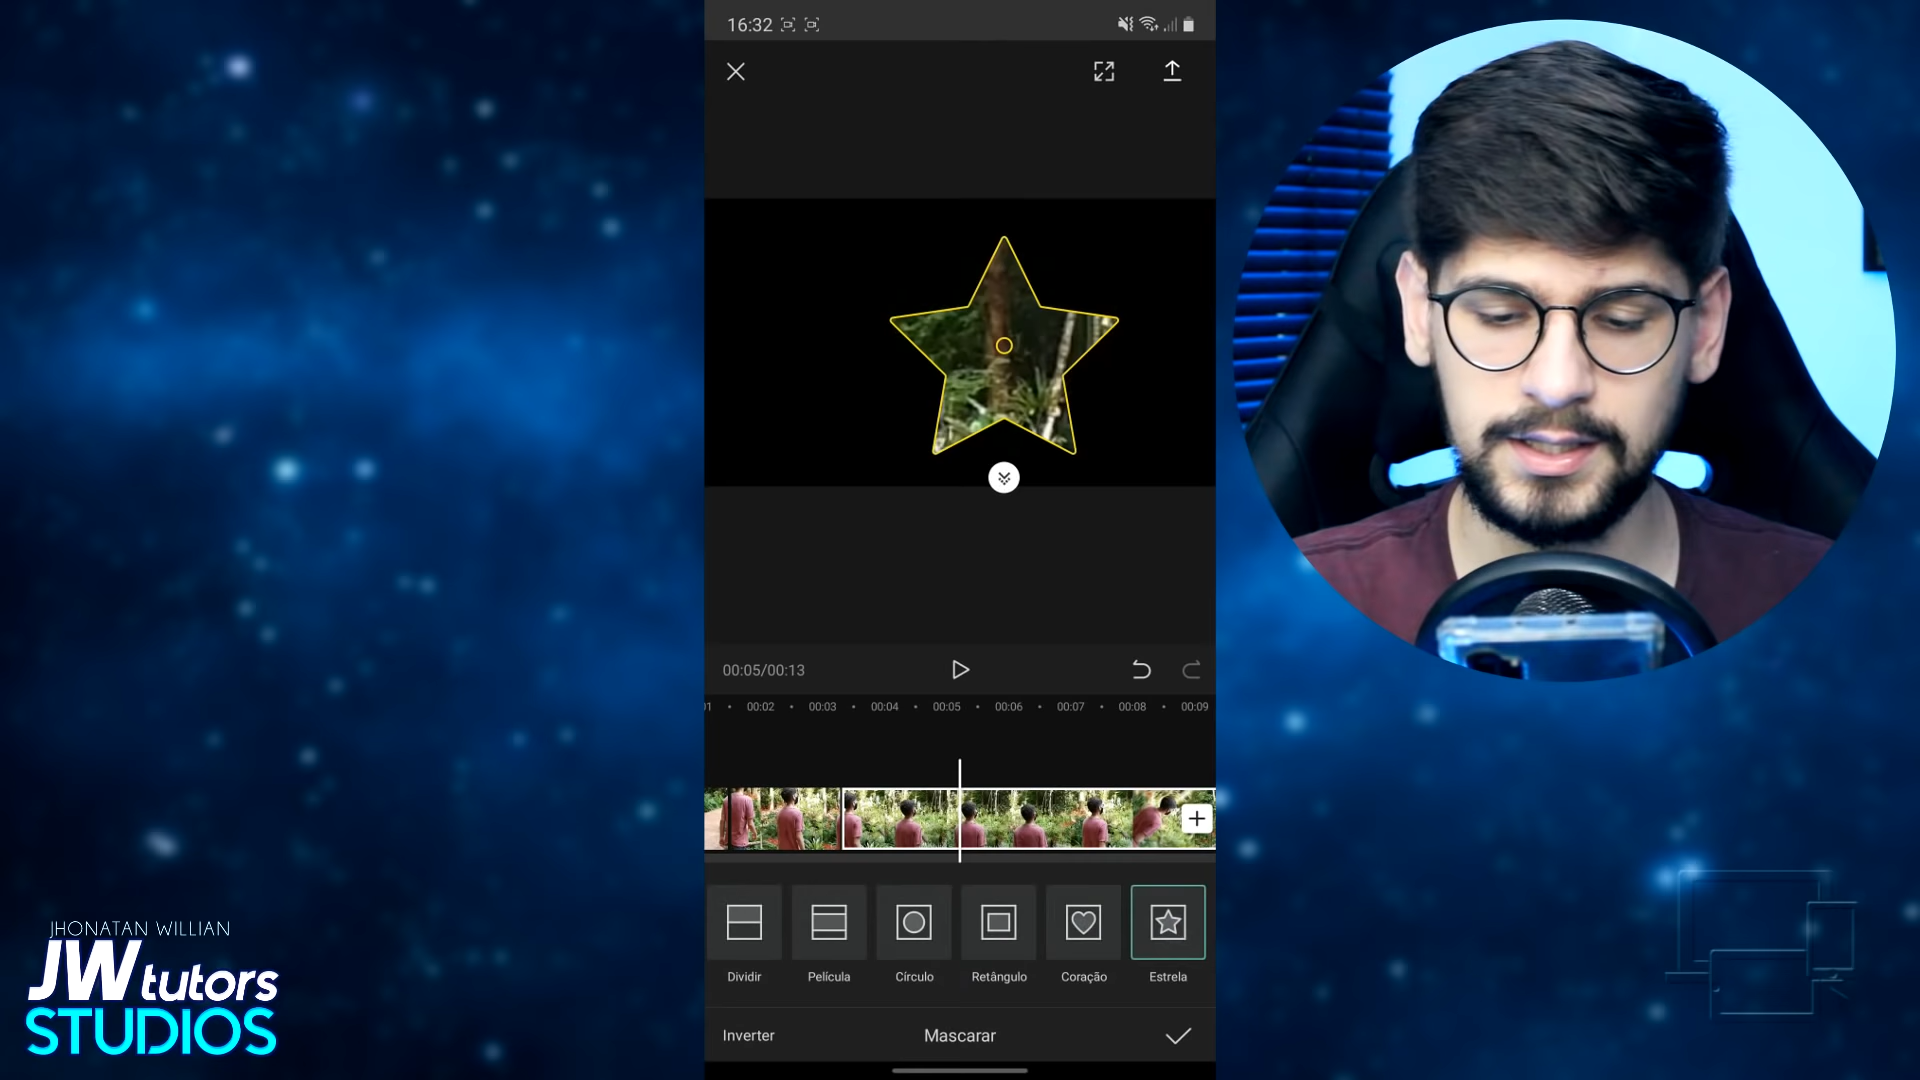 16:32
00:05/00:13
00:02 00:03 00:04 00:05 00:06 00:07 00:08 00:09
Dividir
Película
Círculo
Retângulo
Coração
Estrela
Inverter
Mascarar
JHONATAN WILLIAN
JW tutors
STUDIOS